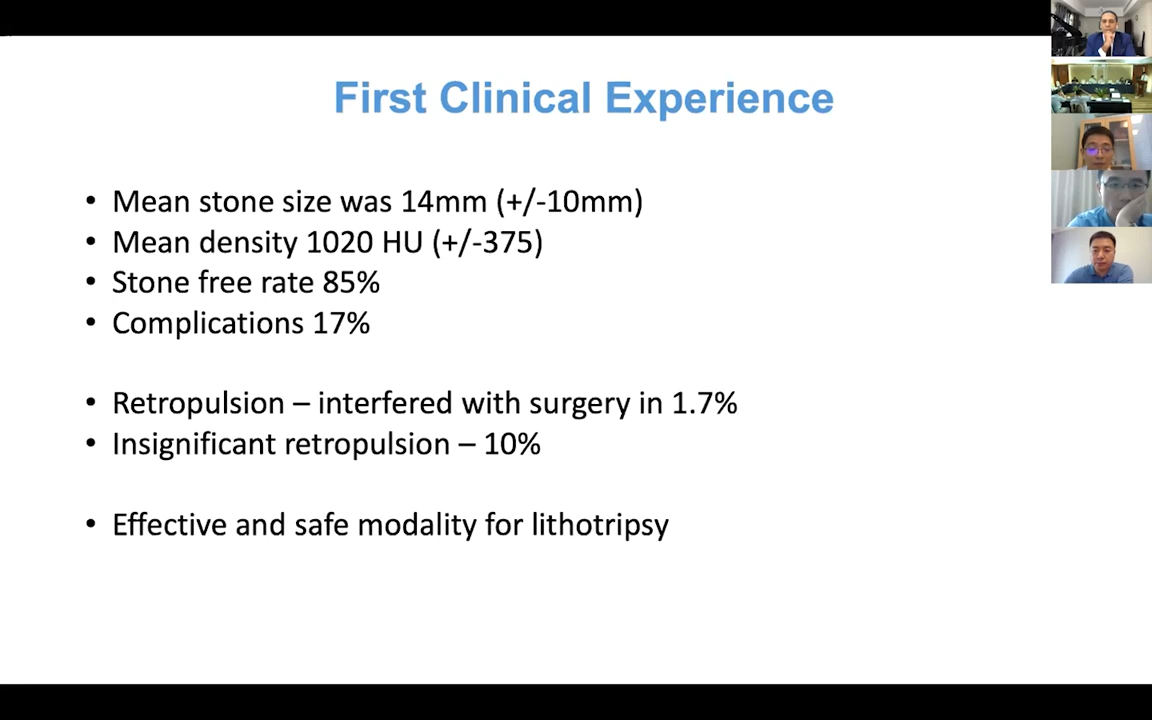 First Clinical Experience
• Mean stone size was 14mm (+/-10mm)
• Mean density 1020 HU (+/-375)
• Stone free rate 85%
• Complications 17%
• Retropulsion – interfered with surgery in 1.7%
• Insignificant retropulsion – 10%
• Effective and safe modality for lithotripsy